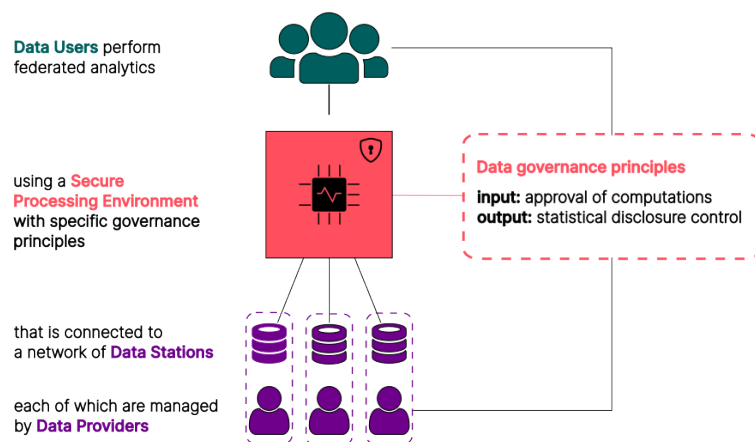 Data Users perform
federated analytics
using a Secure
Processing Environment
with specific governance
principles
Data governance principles
input: approval of computations
output: statistical disclosure control
that is connected to
a network of Data Stations
each of which are managed
by Data Providers